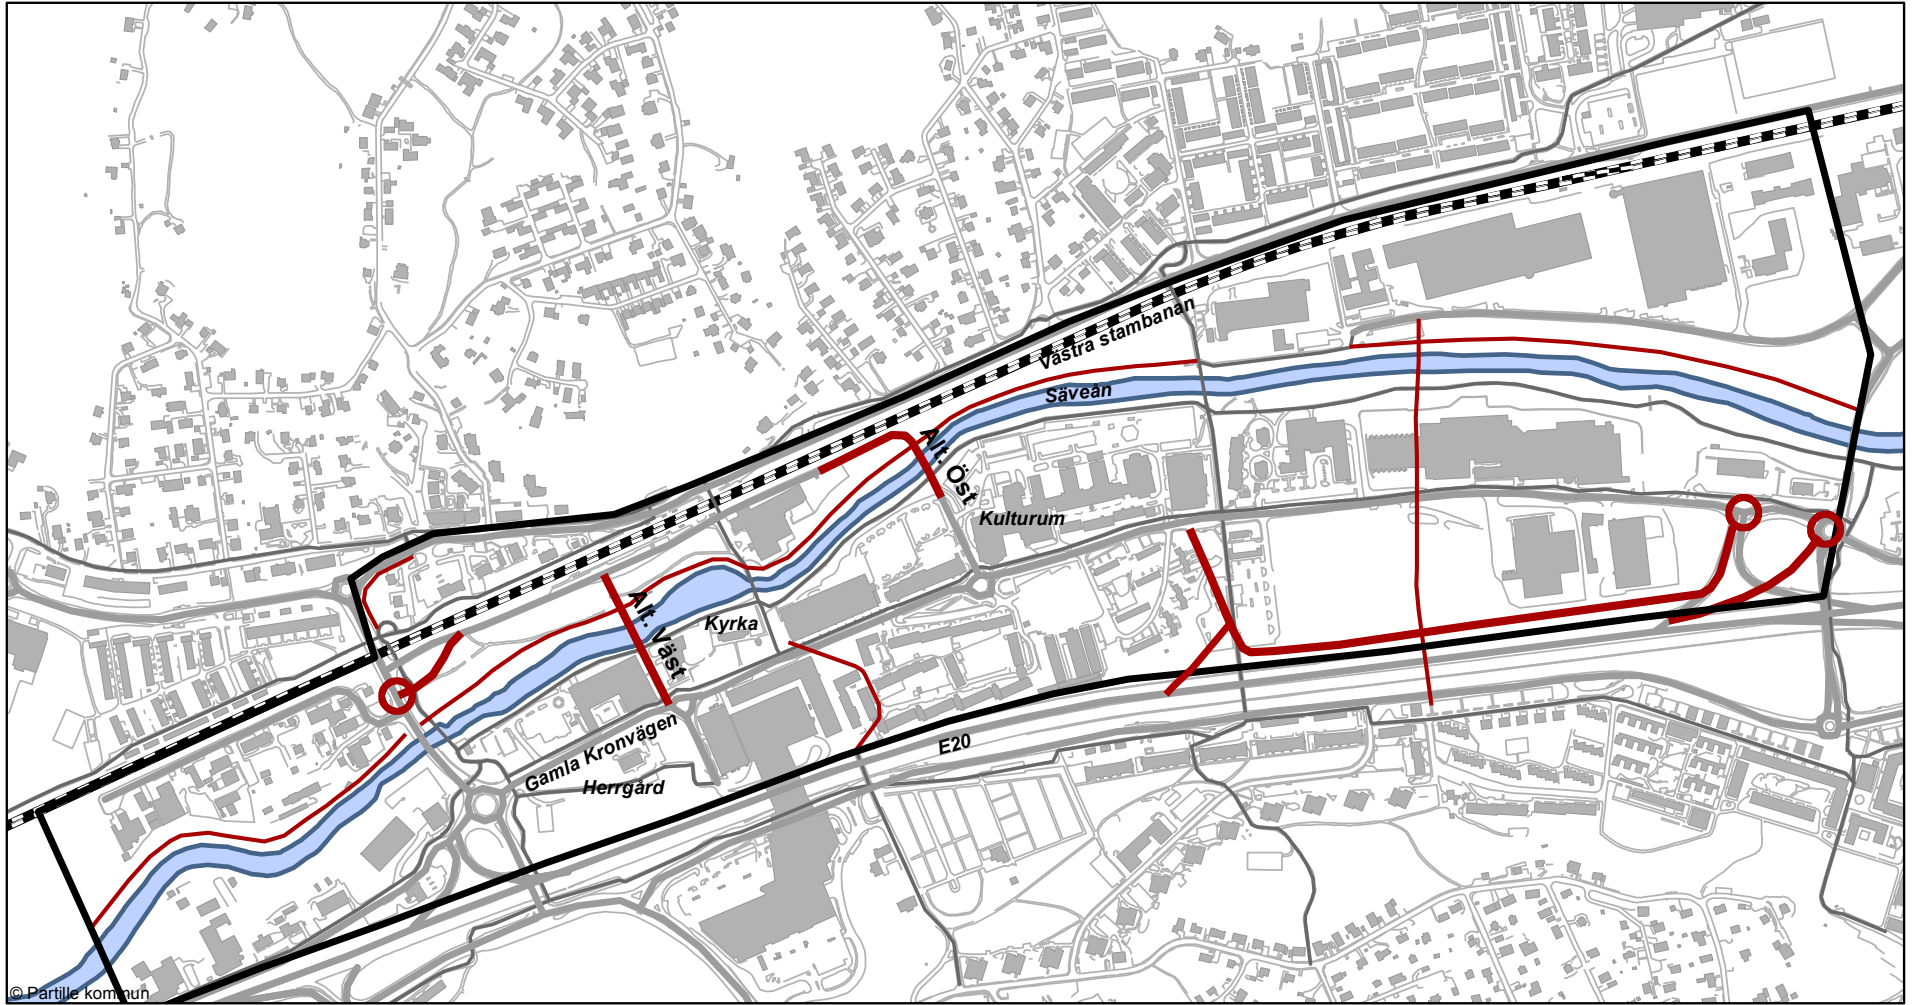 Västra stambanan
Säveån
Alt. Öst
Kulturum
Alt. Väst
Kyrka
Gamla Kronvägen
E20
Herrgård
© Partille kommun